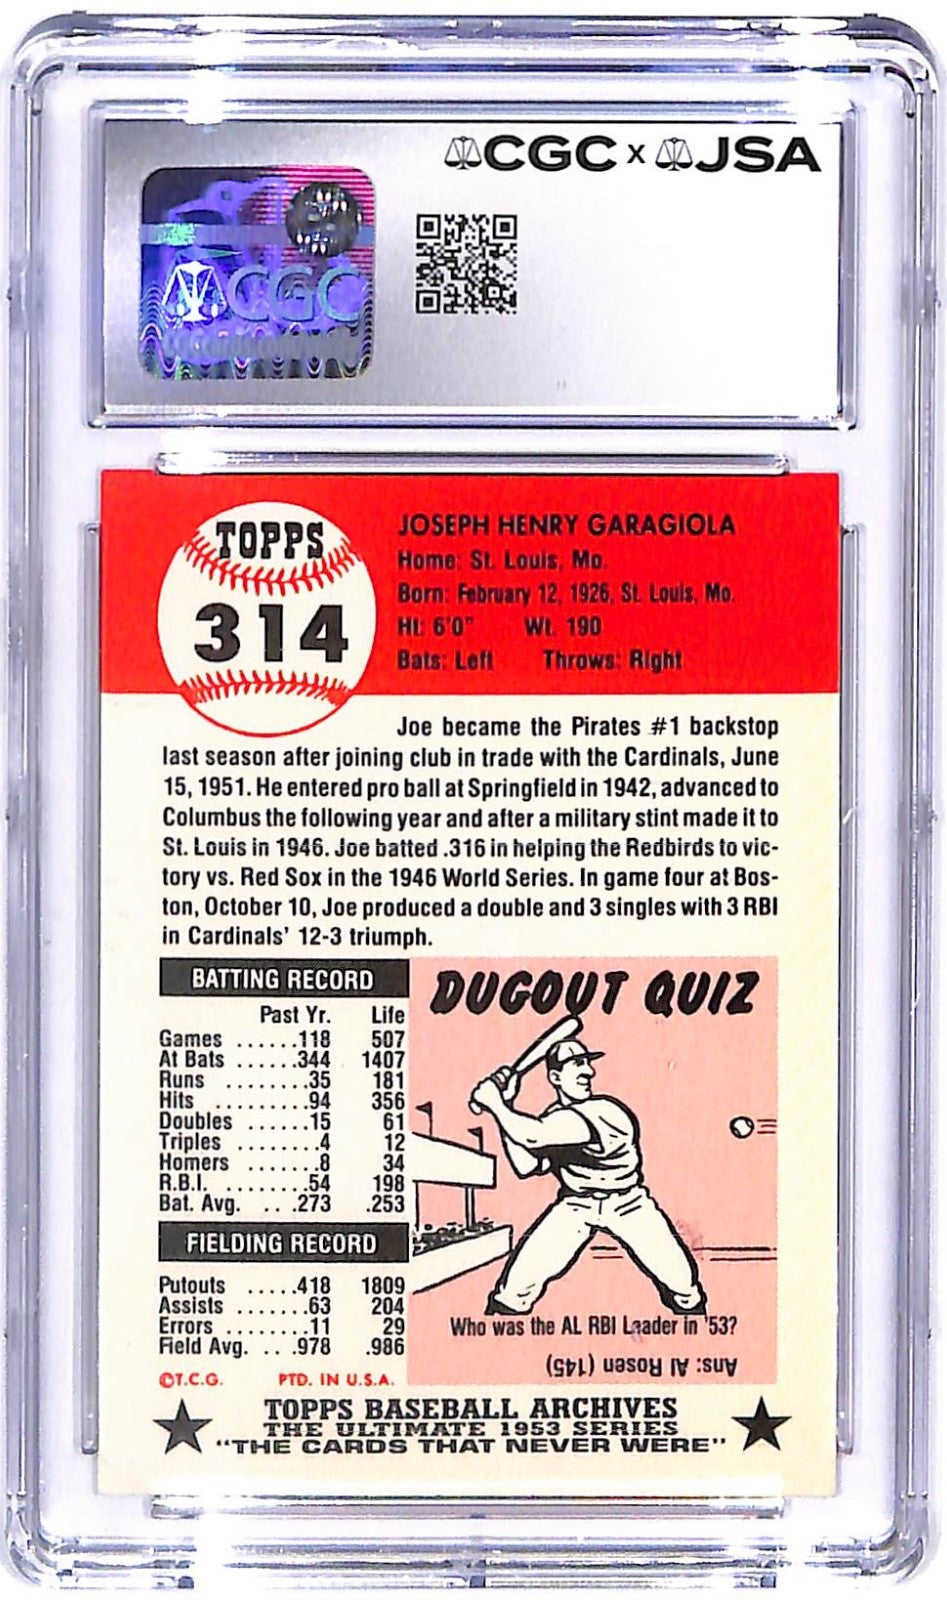 CGC x JSA
CGC
TOPPS
314
JOSEPH HENRY GARAGIOLA
Home: St. Louis, Mo.
Born: February 12, 1926, St. Louis, Mo.
Ht: 6'0" Wt. 190
Bats: Left Throws: Right
Joe became the Pirates #1 backstop
last season after joining club in trade with the Cardinals, June
15, 1951. He entered pro ball at Springfield in 1942, advanced to
Columbus the following year and after a military stint made it to
St. Louis in 1946. Joe batted .316 in helping the Redbirds to vic-
tory vs. Red Sox in the 1946 World Series. In game four at Bos-
ton, October 10, Joe produced a double and 3 singles with 3 RBI
in Cardinals' 12-3 triumph.
BATTING RECORD
Past Yr. Life
Games ......118 507
At Bats ......344 1407
Runs ........35 181
Hits .........94 356
Doubles ......15 61
Triples ........4 12
Homers .......8 34
R.B.I. ........54 198
Bat. Avg. . . .273 .253
FIELDING RECORD
Putouts .....418 1809
Assists .......63 204
Errors ........11 29
Field Avg. . . .978 .986
©T.C.G. PTD. IN U.S.A.
DUGOUT QUIZ
Who was the AL RBI Leader in '53?
Ans: Al Rosen (145)
TOPPS BASEBALL ARCHIVES
THE ULTIMATE 1953 SERIES
"THE CARDS THAT NEVER WERE"